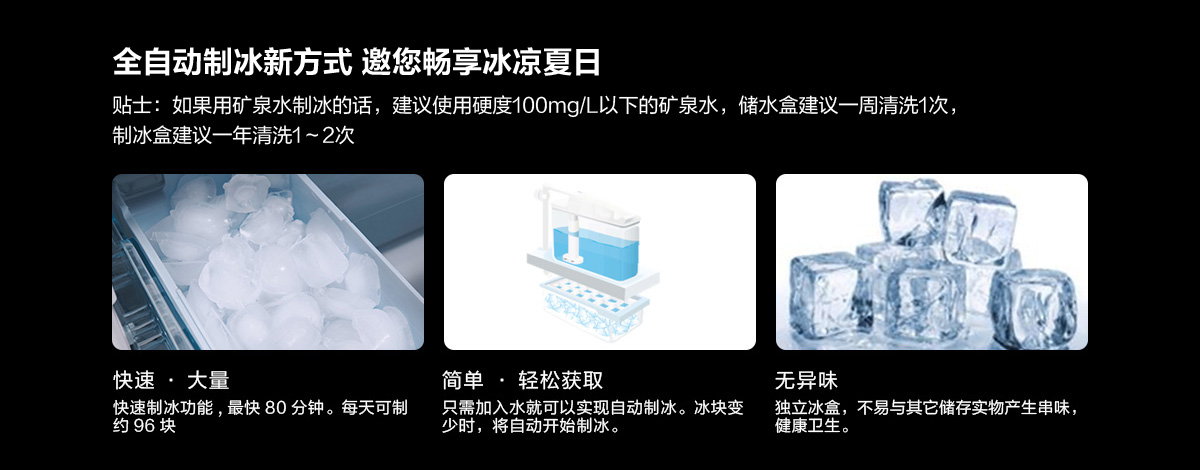 全自动制冰新方式 邀您畅享冰凉夏日
贴士：如果用矿泉水制冰的话，建议使用硬度100mg/L以下的矿泉水，储水盒建议一周清洗1次，
制冰盒建议一年清洗1～2次
快速 · 大量
快速制冰功能 , 最快 80 分钟。每天可制
约 96 块
简单 · 轻松获取
只需加入水就可以实现自动制冰。冰块变
少时，将自动开始制冰。
无异味
独立冰盒，不易与其它储存实物产生串味，
健康卫生。